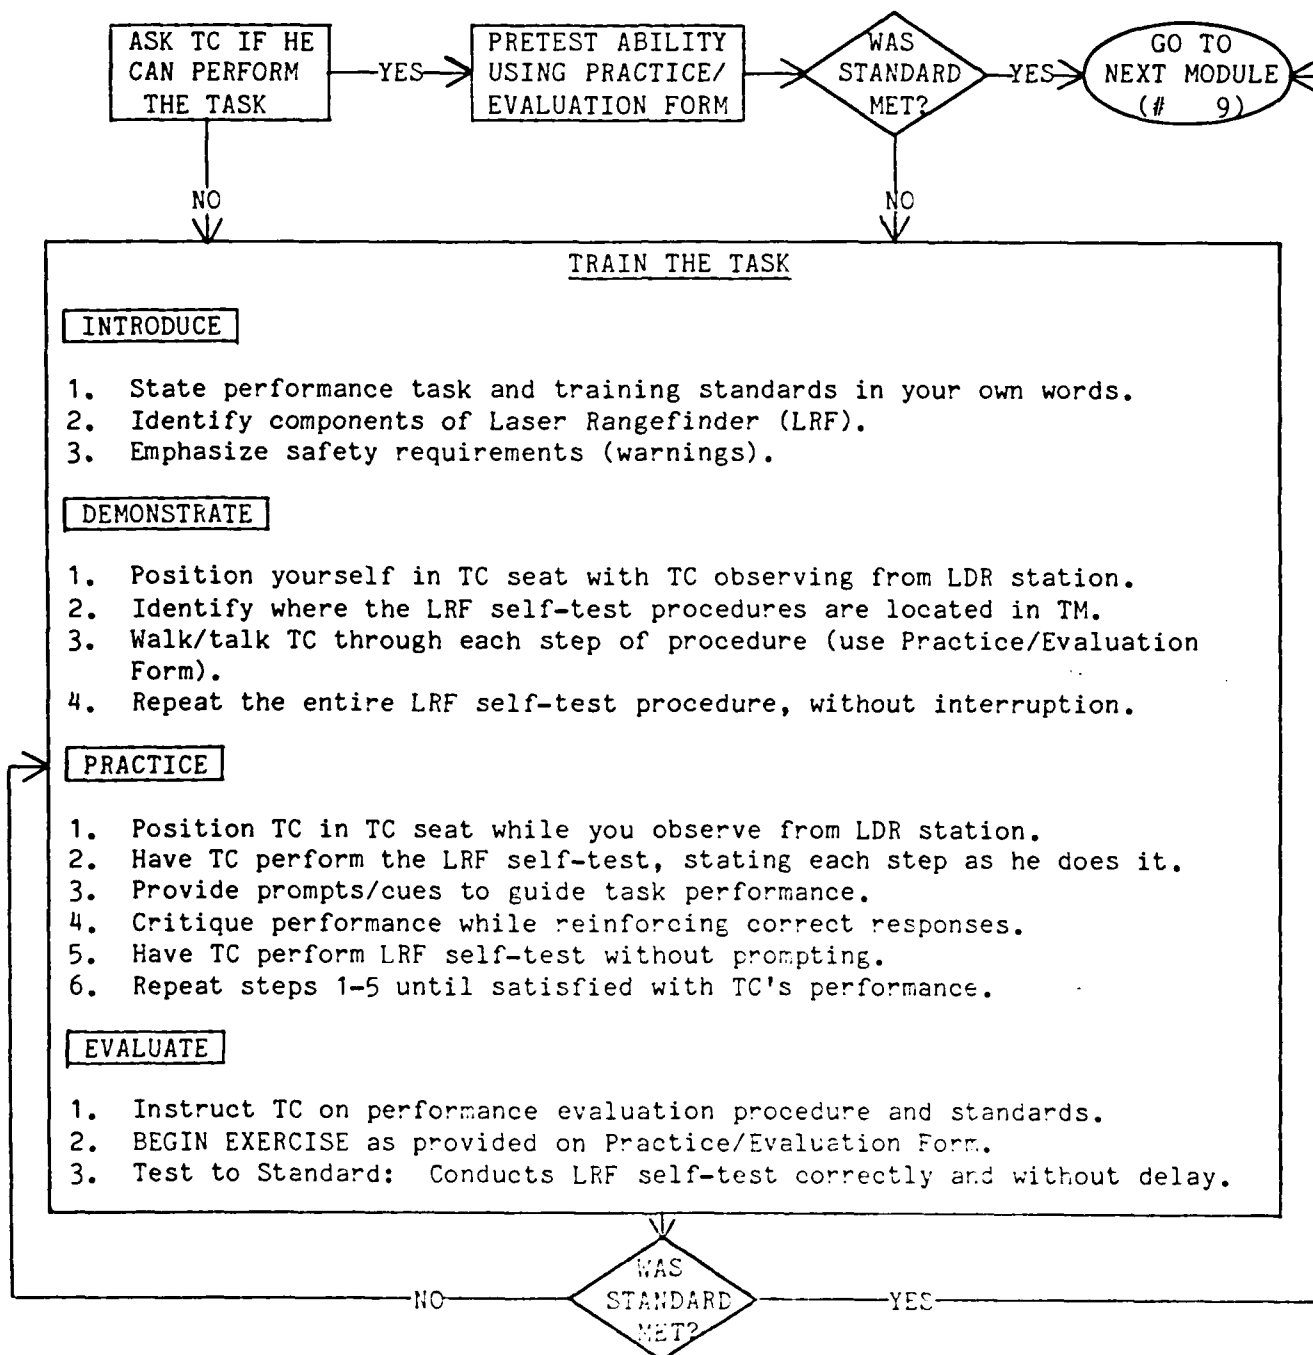 ASK TC IF HE
CAN PERFORM
THE TASK
YES
PRETEST ABILITY
USING PRACTICE/
EVALUATION FORM
WAS
STANDARD
MET?
YES
GO TO
NEXT MODULE
(# 9)
NO
NO
TRAIN THE TASK
INTRODUCE
1. State performance task and training standards in your own words.
2. Identify components of Laser Rangefinder (LRF).
3. Emphasize safety requirements (warnings).
DEMONSTRATE
1. Position yourself in TC seat with TC observing from LDR station.
2. Identify where the LRF self-test procedures are located in TM.
3. Walk/talk TC through each step of procedure (use Practice/Evaluation
Form).
4. Repeat the entire LRF self-test procedure, without interruption.
PRACTICE
1. Position TC in TC seat while you observe from LDR station.
2. Have TC perform the LRF self-test, stating each step as he does it.
3. Provide prompts/cues to guide task performance.
4. Critique performance while reinforcing correct responses.
5. Have TC perform LRF self-test without prompting.
6. Repeat steps 1-5 until satisfied with TC's performance.
EVALUATE
1. Instruct TC on performance evaluation procedure and standards.
2. BEGIN EXERCISE as provided on Practice/Evaluation Form.
3. Test to Standard: Conducts LRF self-test correctly and without delay.
WAS
STANDARD
MET?
NO
YES